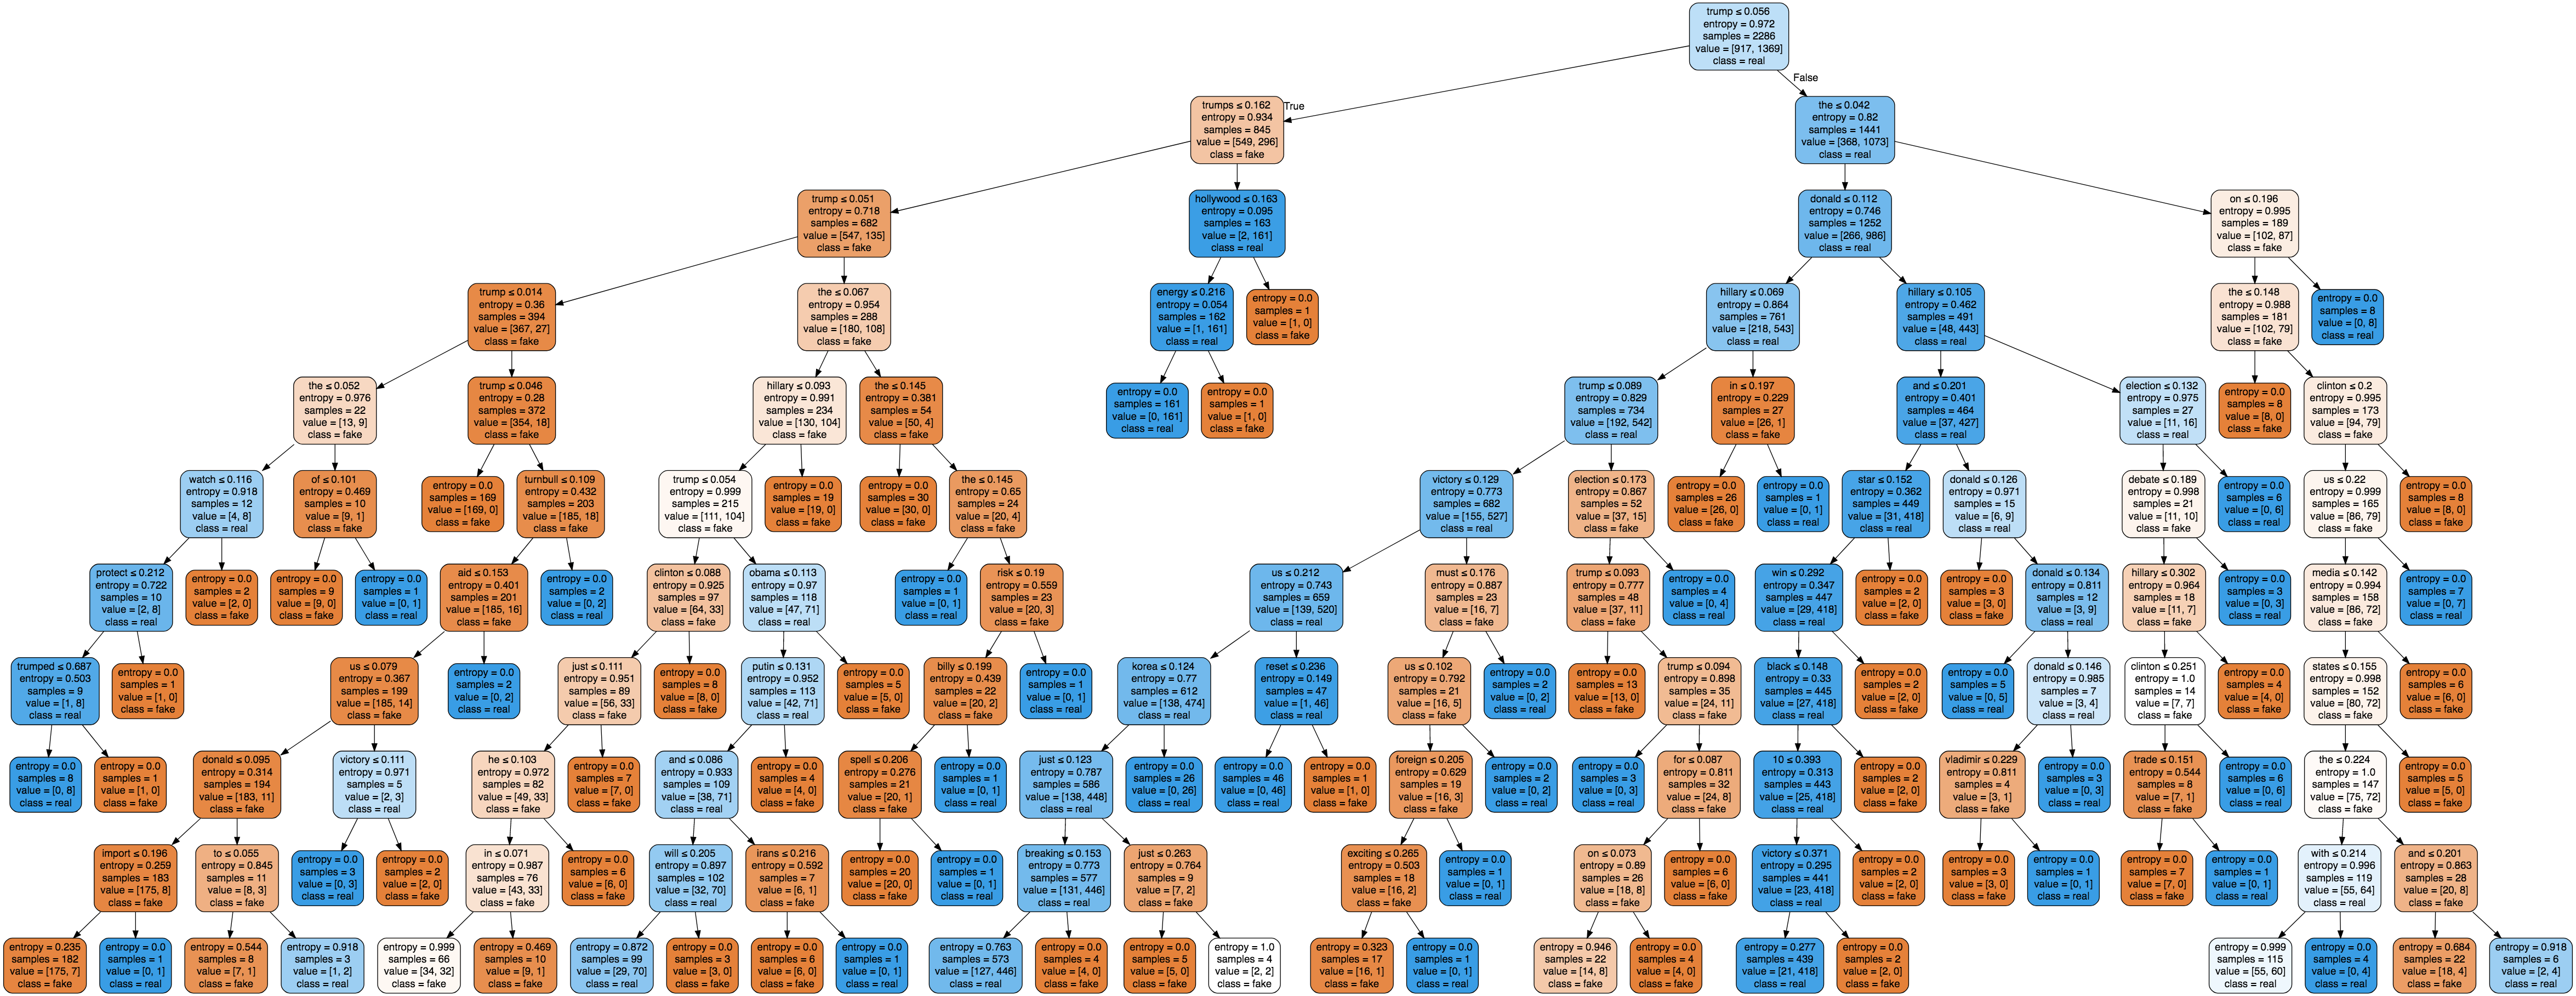 trump ≤ 0.056
entropy = 0.972
samples = 2286
value = [917, 1369]
class = real
True
False
trumps ≤ 0.162
entropy = 0.934
samples = 845
value = [549, 296]
class = fake
the ≤ 0.042
entropy = 0.82
samples = 1441
value = [368, 1073]
class = real
trump ≤ 0.051
entropy = 0.718
samples = 682
value = [547, 135]
class = fake
hollywood ≤ 0.163
entropy = 0.095
samples = 163
value = [2, 161]
class = real
donald ≤ 0.112
entropy = 0.746
samples = 1252
value = [266, 986]
class = real
on ≤ 0.196
entropy = 0.995
samples = 189
value = [102, 87]
class = fake
trump ≤ 0.014
entropy = 0.36
samples = 394
value = [367, 27]
class = fake
the ≤ 0.067
entropy = 0.954
samples = 288
value = [180, 108]
class = fake
energy ≤ 0.216
entropy = 0.054
samples = 162
value = [1, 161]
class = real
entropy = 0.0
samples = 1
value = [1, 0]
class = fake
hillary ≤ 0.069
entropy = 0.864
samples = 761
value = [218, 543]
class = real
hillary ≤ 0.105
entropy = 0.462
samples = 491
value = [48, 443]
class = real
the ≤ 0.148
entropy = 0.988
samples = 181
value = [102, 79]
class = fake
entropy = 0.0
samples = 8
value = [0, 8]
class = real
the ≤ 0.052
entropy = 0.976
samples = 22
value = [13, 9]
class = fake
trump ≤ 0.046
entropy = 0.28
samples = 372
value = [354, 18]
class = fake
hillary ≤ 0.093
entropy = 0.991
samples = 234
value = [130, 104]
class = fake
the ≤ 0.145
entropy = 0.381
samples = 54
value = [50, 4]
class = fake
entropy = 0.0
samples = 161
value = [0, 161]
class = real
entropy = 0.0
samples = 1
value = [1, 0]
class = fake
trump ≤ 0.089
entropy = 0.829
samples = 734
value = [192, 542]
class = real
in ≤ 0.197
entropy = 0.229
samples = 27
value = [26, 1]
class = fake
and ≤ 0.201
entropy = 0.401
samples = 464
value = [37, 427]
class = real
election ≤ 0.132
entropy = 0.975
samples = 27
value = [11, 16]
class = real
entropy = 0.0
samples = 8
value = [8, 0]
class = fake
clinton ≤ 0.2
entropy = 0.995
samples = 173
value = [94, 79]
class = fake
watch ≤ 0.116
entropy = 0.918
samples = 12
value = [4, 8]
class = real
of ≤ 0.101
entropy = 0.469
samples = 10
value = [9, 1]
class = fake
entropy = 0.0
samples = 169
value = [169, 0]
class = fake
turnbull ≤ 0.109
entropy = 0.432
samples = 203
value = [185, 18]
class = fake
trump ≤ 0.054
entropy = 0.999
samples = 215
value = [111, 104]
class = fake
entropy = 0.0
samples = 19
value = [19, 0]
class = fake
entropy = 0.0
samples = 30
value = [30, 0]
class = fake
the ≤ 0.145
entropy = 0.65
samples = 24
value = [20, 4]
class = fake
victory ≤ 0.129
entropy = 0.773
samples = 682
value = [155, 527]
class = real
election ≤ 0.173
entropy = 0.867
samples = 52
value = [37, 15]
class = fake
entropy = 0.0
samples = 26
value = [26, 0]
class = fake
entropy = 0.0
samples = 1
value = [0, 1]
class = real
star ≤ 0.152
entropy = 0.362
samples = 449
value = [31, 418]
class = real
donald ≤ 0.126
entropy = 0.971
samples = 15
value = [6, 9]
class = real
debate ≤ 0.189
entropy = 0.998
samples = 21
value = [11, 10]
class = fake
entropy = 0.0
samples = 6
value = [0, 6]
class = real
us ≤ 0.22
entropy = 0.999
samples = 165
value = [86, 79]
class = fake
entropy = 0.0
samples = 8
value = [8, 0]
class = fake
protect ≤ 0.212
entropy = 0.722
samples = 10
value = [2, 8]
class = real
entropy = 0.0
samples = 2
value = [2, 0]
class = fake
entropy = 0.0
samples = 9
value = [9, 0]
class = fake
entropy = 0.0
samples = 1
value = [0, 1]
class = real
aid ≤ 0.153
entropy = 0.401
samples = 201
value = [185, 16]
class = fake
entropy = 0.0
samples = 2
value = [0, 2]
class = real
clinton ≤ 0.088
entropy = 0.925
samples = 97
value = [64, 33]
class = fake
obama ≤ 0.113
entropy = 0.97
samples = 118
value = [47, 71]
class = real
entropy = 0.0
samples = 1
value = [0, 1]
class = real
risk ≤ 0.19
entropy = 0.559
samples = 23
value = [20, 3]
class = fake
us ≤ 0.212
entropy = 0.743
samples = 659
value = [139, 520]
class = real
must ≤ 0.176
entropy = 0.887
samples = 23
value = [16, 7]
class = fake
trump ≤ 0.093
entropy = 0.777
samples = 48
value = [37, 11]
class = fake
entropy = 0.0
samples = 4
value = [0, 4]
class = real
win ≤ 0.292
entropy = 0.347
samples = 447
value = [29, 418]
class = real
entropy = 0.0
samples = 2
value = [2, 0]
class = fake
entropy = 0.0
samples = 3
value = [3, 0]
class = fake
donald ≤ 0.134
entropy = 0.811
samples = 12
value = [3, 9]
class = real
hillary ≤ 0.302
entropy = 0.964
samples = 18
value = [11, 7]
class = fake
entropy = 0.0
samples = 3
value = [0, 3]
class = real
media ≤ 0.142
entropy = 0.994
samples = 158
value = [86, 72]
class = fake
entropy = 0.0
samples = 7
value = [0, 7]
class = real
trumped ≤ 0.687
entropy = 0.503
samples = 9
value = [1, 8]
class = real
entropy = 0.0
samples = 1
value = [1, 0]
class = fake
us ≤ 0.079
entropy = 0.367
samples = 199
value = [185, 14]
class = fake
entropy = 0.0
samples = 2
value = [0, 2]
class = real
just ≤ 0.111
entropy = 0.951
samples = 89
value = [56, 33]
class = fake
entropy = 0.0
samples = 8
value = [8, 0]
class = fake
putin ≤ 0.131
entropy = 0.952
samples = 113
value = [42, 71]
class = real
entropy = 0.0
samples = 5
value = [5, 0]
class = fake
billy ≤ 0.199
entropy = 0.439
samples = 22
value = [20, 2]
class = fake
entropy = 0.0
samples = 1
value = [0, 1]
class = real
korea ≤ 0.124
entropy = 0.77
samples = 612
value = [138, 474]
class = real
reset ≤ 0.236
entropy = 0.149
samples = 47
value = [1, 46]
class = real
us ≤ 0.102
entropy = 0.792
samples = 21
value = [16, 5]
class = fake
entropy = 0.0
samples = 2
value = [0, 2]
class = real
entropy = 0.0
samples = 13
value = [13, 0]
class = fake
trump ≤ 0.094
entropy = 0.898
samples = 35
value = [24, 11]
class = fake
black ≤ 0.148
entropy = 0.33
samples = 445
value = [27, 418]
class = real
entropy = 0.0
samples = 2
value = [2, 0]
class = fake
entropy = 0.0
samples = 5
value = [0, 5]
class = real
donald ≤ 0.146
entropy = 0.985
samples = 7
value = [3, 4]
class = real
clinton ≤ 0.251
entropy = 1.0
samples = 14
value = [7, 7]
class = fake
entropy = 0.0
samples = 4
value = [4, 0]
class = fake
states ≤ 0.155
entropy = 0.998
samples = 152
value = [80, 72]
class = fake
entropy = 0.0
samples = 6
value = [6, 0]
class = fake
entropy = 0.0
samples = 8
value = [0, 8]
class = real
entropy = 0.0
samples = 1
value = [1, 0]
class = fake
donald ≤ 0.095
entropy = 0.314
samples = 194
value = [183, 11]
class = fake
victory ≤ 0.111
entropy = 0.971
samples = 5
value = [2, 3]
class = real
he ≤ 0.103
entropy = 0.972
samples = 82
value = [49, 33]
class = fake
entropy = 0.0
samples = 7
value = [7, 0]
class = fake
and ≤ 0.086
entropy = 0.933
samples = 109
value = [38, 71]
class = real
entropy = 0.0
samples = 4
value = [4, 0]
class = fake
spell ≤ 0.206
entropy = 0.276
samples = 21
value = [20, 1]
class = fake
entropy = 0.0
samples = 1
value = [0, 1]
class = real
just ≤ 0.123
entropy = 0.787
samples = 586
value = [138, 448]
class = real
entropy = 0.0
samples = 26
value = [0, 26]
class = real
entropy = 0.0
samples = 46
value = [0, 46]
class = real
entropy = 0.0
samples = 1
value = [1, 0]
class = fake
foreign ≤ 0.205
entropy = 0.629
samples = 19
value = [16, 3]
class = fake
entropy = 0.0
samples = 2
value = [0, 2]
class = real
entropy = 0.0
samples = 3
value = [0, 3]
class = real
for ≤ 0.087
entropy = 0.811
samples = 32
value = [24, 8]
class = fake
10 ≤ 0.393
entropy = 0.313
samples = 443
value = [25, 418]
class = real
entropy = 0.0
samples = 2
value = [2, 0]
class = fake
vladimir ≤ 0.229
entropy = 0.811
samples = 4
value = [3, 1]
class = fake
entropy = 0.0
samples = 3
value = [0, 3]
class = real
trade ≤ 0.151
entropy = 0.544
samples = 8
value = [7, 1]
class = fake
entropy = 0.0
samples = 6
value = [0, 6]
class = real
the ≤ 0.224
entropy = 1.0
samples = 147
value = [75, 72]
class = fake
entropy = 0.0
samples = 5
value = [5, 0]
class = fake
import ≤ 0.196
entropy = 0.259
samples = 183
value = [175, 8]
class = fake
to ≤ 0.055
entropy = 0.845
samples = 11
value = [8, 3]
class = fake
entropy = 0.0
samples = 3
value = [0, 3]
class = real
entropy = 0.0
samples = 2
value = [2, 0]
class = fake
in ≤ 0.071
entropy = 0.987
samples = 76
value = [43, 33]
class = fake
entropy = 0.0
samples = 6
value = [6, 0]
class = fake
will ≤ 0.205
entropy = 0.897
samples = 102
value = [32, 70]
class = real
irans ≤ 0.216
entropy = 0.592
samples = 7
value = [6, 1]
class = fake
entropy = 0.0
samples = 20
value = [20, 0]
class = fake
entropy = 0.0
samples = 1
value = [0, 1]
class = real
breaking ≤ 0.153
entropy = 0.773
samples = 577
value = [131, 446]
class = real
just ≤ 0.263
entropy = 0.764
samples = 9
value = [7, 2]
class = fake
exciting ≤ 0.265
entropy = 0.503
samples = 18
value = [16, 2]
class = fake
entropy = 0.0
samples = 1
value = [0, 1]
class = real
on ≤ 0.073
entropy = 0.89
samples = 26
value = [18, 8]
class = fake
entropy = 0.0
samples = 6
value = [6, 0]
class = fake
victory ≤ 0.371
entropy = 0.295
samples = 441
value = [23, 418]
class = real
entropy = 0.0
samples = 2
value = [2, 0]
class = fake
entropy = 0.0
samples = 3
value = [3, 0]
class = fake
entropy = 0.0
samples = 1
value = [0, 1]
class = real
entropy = 0.0
samples = 7
value = [7, 0]
class = fake
entropy = 0.0
samples = 1
value = [0, 1]
class = real
with ≤ 0.214
entropy = 0.996
samples = 119
value = [55, 64]
class = real
and ≤ 0.201
entropy = 0.863
samples = 28
value = [20, 8]
class = fake
entropy = 0.235
samples = 182
value = [175, 7]
class = fake
entropy = 0.0
samples = 1
value = [0, 1]
class = real
entropy = 0.544
samples = 8
value = [7, 1]
class = fake
entropy = 0.918
samples = 3
value = [1, 2]
class = real
entropy = 0.999
samples = 66
value = [34, 32]
class = fake
entropy = 0.469
samples = 10
value = [9, 1]
class = fake
entropy = 0.872
samples = 99
value = [29, 70]
class = real
entropy = 0.0
samples = 3
value = [3, 0]
class = fake
entropy = 0.0
samples = 6
value = [6, 0]
class = fake
entropy = 0.0
samples = 1
value = [0, 1]
class = real
entropy = 0.763
samples = 573
value = [127, 446]
class = real
entropy = 0.0
samples = 4
value = [4, 0]
class = fake
entropy = 0.0
samples = 5
value = [5, 0]
class = fake
entropy = 1.0
samples = 4
value = [2, 2]
class = fake
entropy = 0.323
samples = 17
value = [16, 1]
class = fake
entropy = 0.0
samples = 1
value = [0, 1]
class = real
entropy = 0.946
samples = 22
value = [14, 8]
class = fake
entropy = 0.0
samples = 4
value = [4, 0]
class = fake
entropy = 0.277
samples = 439
value = [21, 418]
class = real
entropy = 0.0
samples = 2
value = [2, 0]
class = fake
entropy = 0.999
samples = 115
value = [55, 60]
class = real
entropy = 0.0
samples = 4
value = [0, 4]
class = real
entropy = 0.684
samples = 22
value = [18, 4]
class = fake
entropy = 0.918
samples = 6
value = [2, 4]
class = real